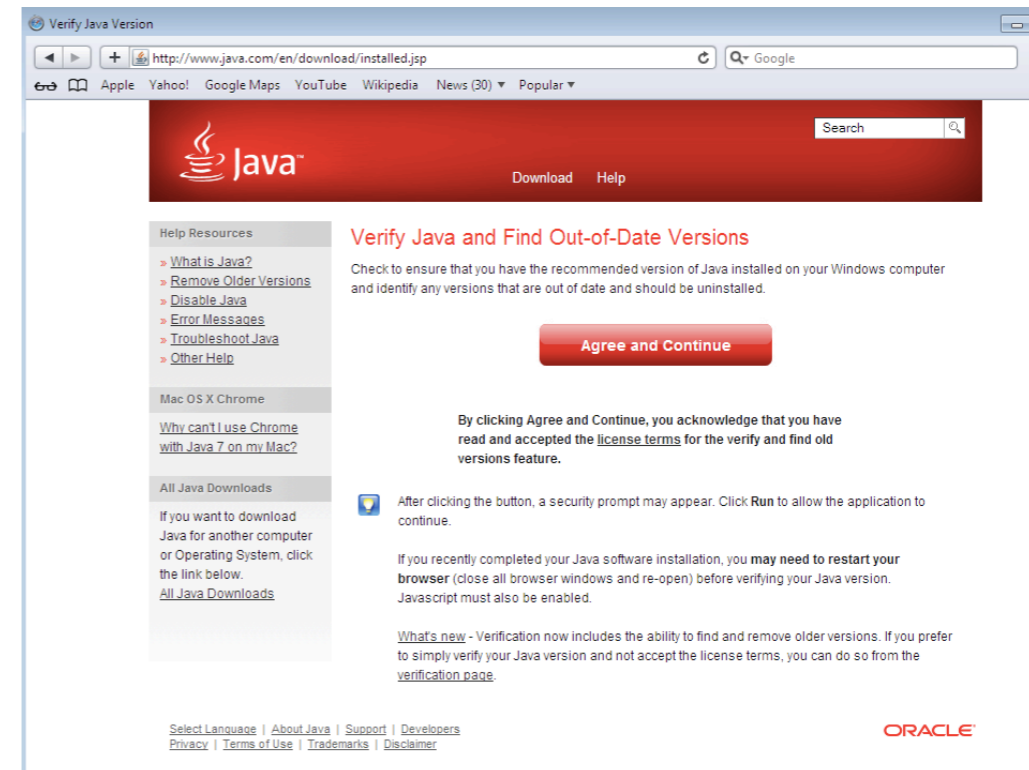 Verify Java Version
http://www.java.com/en/download/installed.jsp
Google
Apple Yahoo! Google Maps YouTube Wikipedia News (30) ▼ Popular ▼
Search
Java™
Download Help
Help Resources
» What is Java?
» Remove Older Versions
» Disable Java
» Error Messages
» Troubleshoot Java
» Other Help
Mac OS X Chrome
Why can't I use Chrome
with Java 7 on my Mac?
All Java Downloads
If you want to download
Java for another computer
or Operating System, click
the link below.
All Java Downloads
Verify Java and Find Out-of-Date Versions
Check to ensure that you have the recommended version of Java installed on your Windows computer
and identify any versions that are out of date and should be uninstalled.
Agree and Continue
By clicking Agree and Continue, you acknowledge that you have
read and accepted the license terms for the verify and find old
versions feature.
After clicking the button, a security prompt may appear. Click Run to allow the application to
continue.
If you recently completed your Java software installation, you may need to restart your
browser (close all browser windows and re-open) before verifying your Java version.
Javascript must also be enabled.
What's new - Verification now includes the ability to find and remove older versions. If you prefer
to simply verify your Java version and not accept the license terms, you can do so from the
verification page.
Select Language | About Java | Support | Developers
Privacy | Terms of Use | Trademarks | Disclaimer
ORACLE